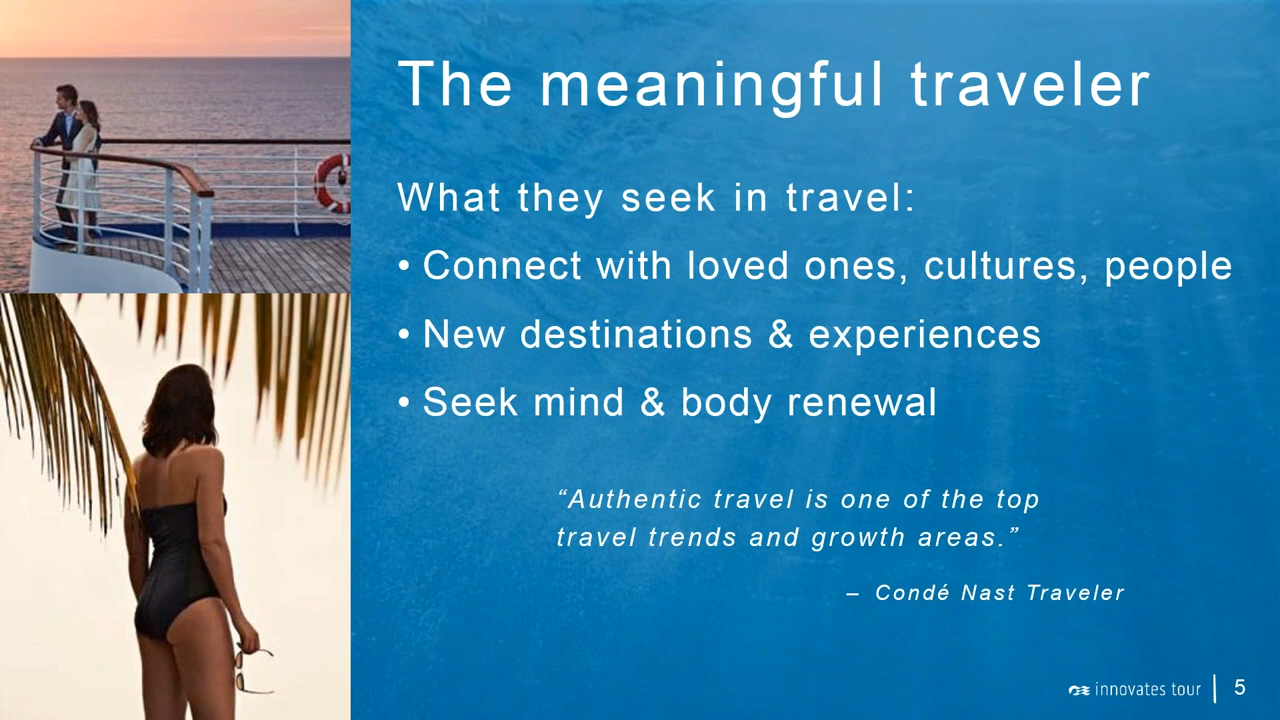 The meaningful traveler
What they seek in travel:
• Connect with loved ones, cultures, people
• New destinations & experiences
• Seek mind & body renewal
“Authentic travel is one of the top
travel trends and growth areas.”
– Condé Nast Traveler
innovates tour | 5